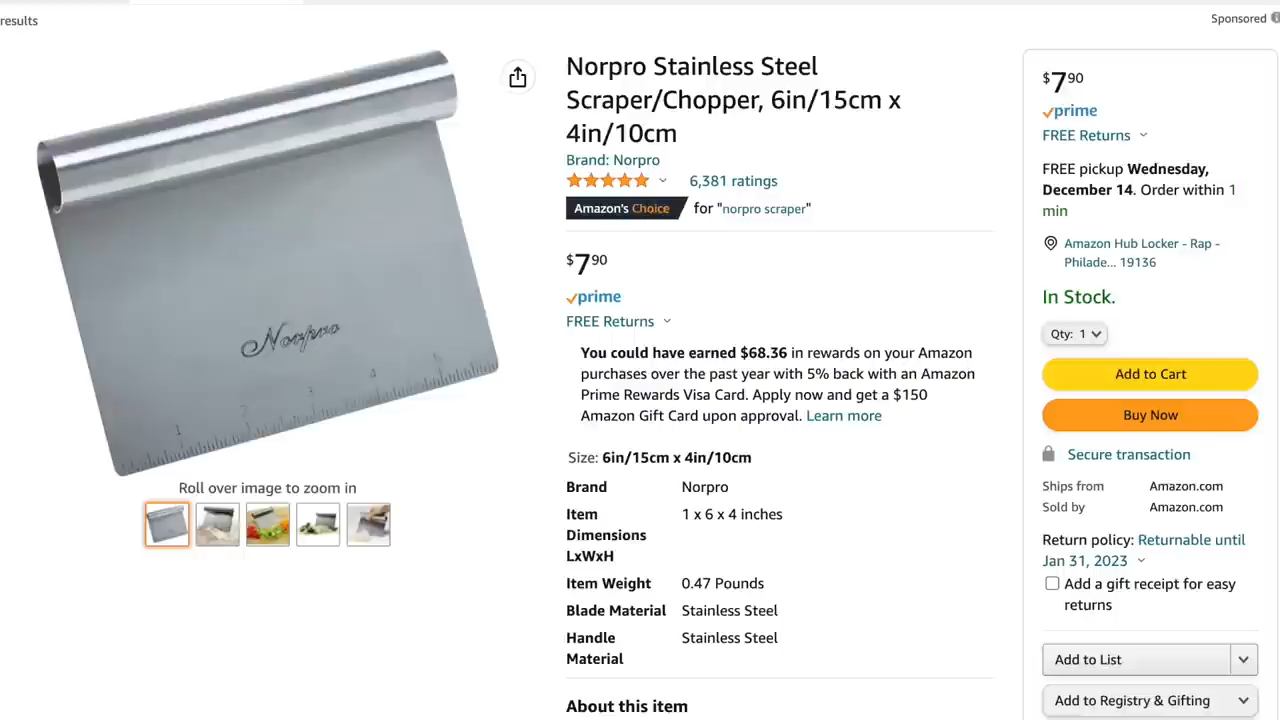 results
Sponsored
Norpro
1 2 3 4 5
Roll over image to zoom in
Norpro Stainless Steel
Scraper/Chopper, 6in/15cm x
4in/10cm
Brand: Norpro
6,381 ratings
Amazon's Choice for "norpro scraper"
$7 90
prime
FREE Returns
You could have earned $68.36 in rewards on your Amazon
purchases over the past year with 5% back with an Amazon
Prime Rewards Visa Card. Apply now and get a $150
Amazon Gift Card upon approval. Learn more
Size: 6in/15cm x 4in/10cm
Brand Norpro
Item 1 x 6 x 4 inches
Dimensions
LxWxH
Item Weight 0.47 Pounds
Blade Material Stainless Steel
Handle Stainless Steel
Material
About this item
$7 90
prime
FREE Returns
FREE pickup Wednesday,
December 14. Order within 1
min
Amazon Hub Locker - Rap -
Philade... 19136
In Stock.
Qty: 1
Add to Cart
Buy Now
Secure transaction
Ships from Amazon.com
Sold by Amazon.com
Return policy: Returnable until
Jan 31, 2023
Add a gift receipt for easy
returns
Add to List
Add to Registry & Gifting